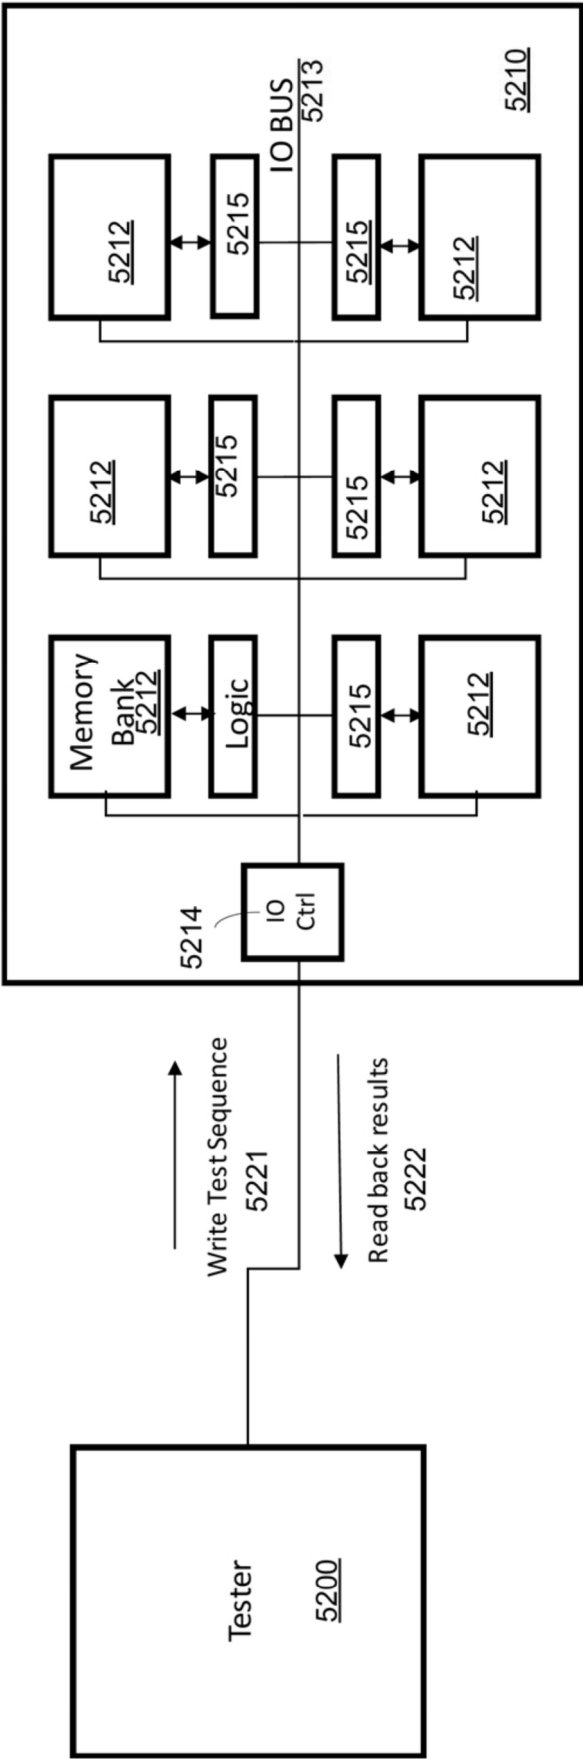 Tester
5200
Write Test Sequence
5221
Read back results
5222
5214
IO
Ctrl
Memory
Bank
5212
Logic
5215
5212
5212
5215
5215
5212
5212
5215
5215
5212
IO BUS
5213
5210